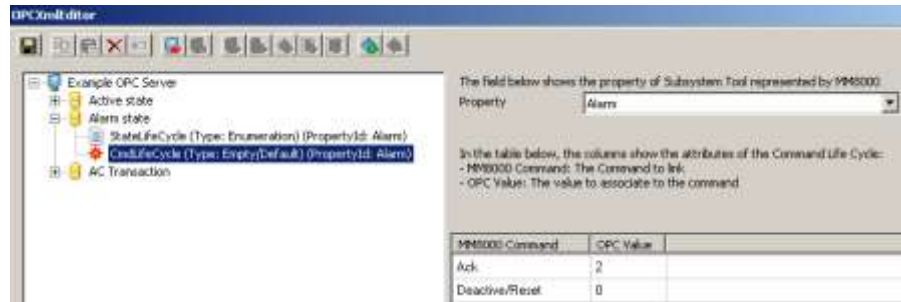 OPCXmlEditor
Example OPC Server
Active state
Alarm state
StateLifeCycle (Type: Enumeration) (PropertyId: Alarm)
CmdLifeCycle (Type: Empty/Default) (PropertyId: Alarm)
AC Transaction
The field below shows the property of Subsystem Tool represented by MM8000
Property
Alarm
In the table below, the columns show the attributes of the Command Life Cycle:
- MM8000 Command: The Command to link
- OPC Value: The value to associate to the command
MM8000 Command OPC Value
Ack 2
Deactive/Reset 0